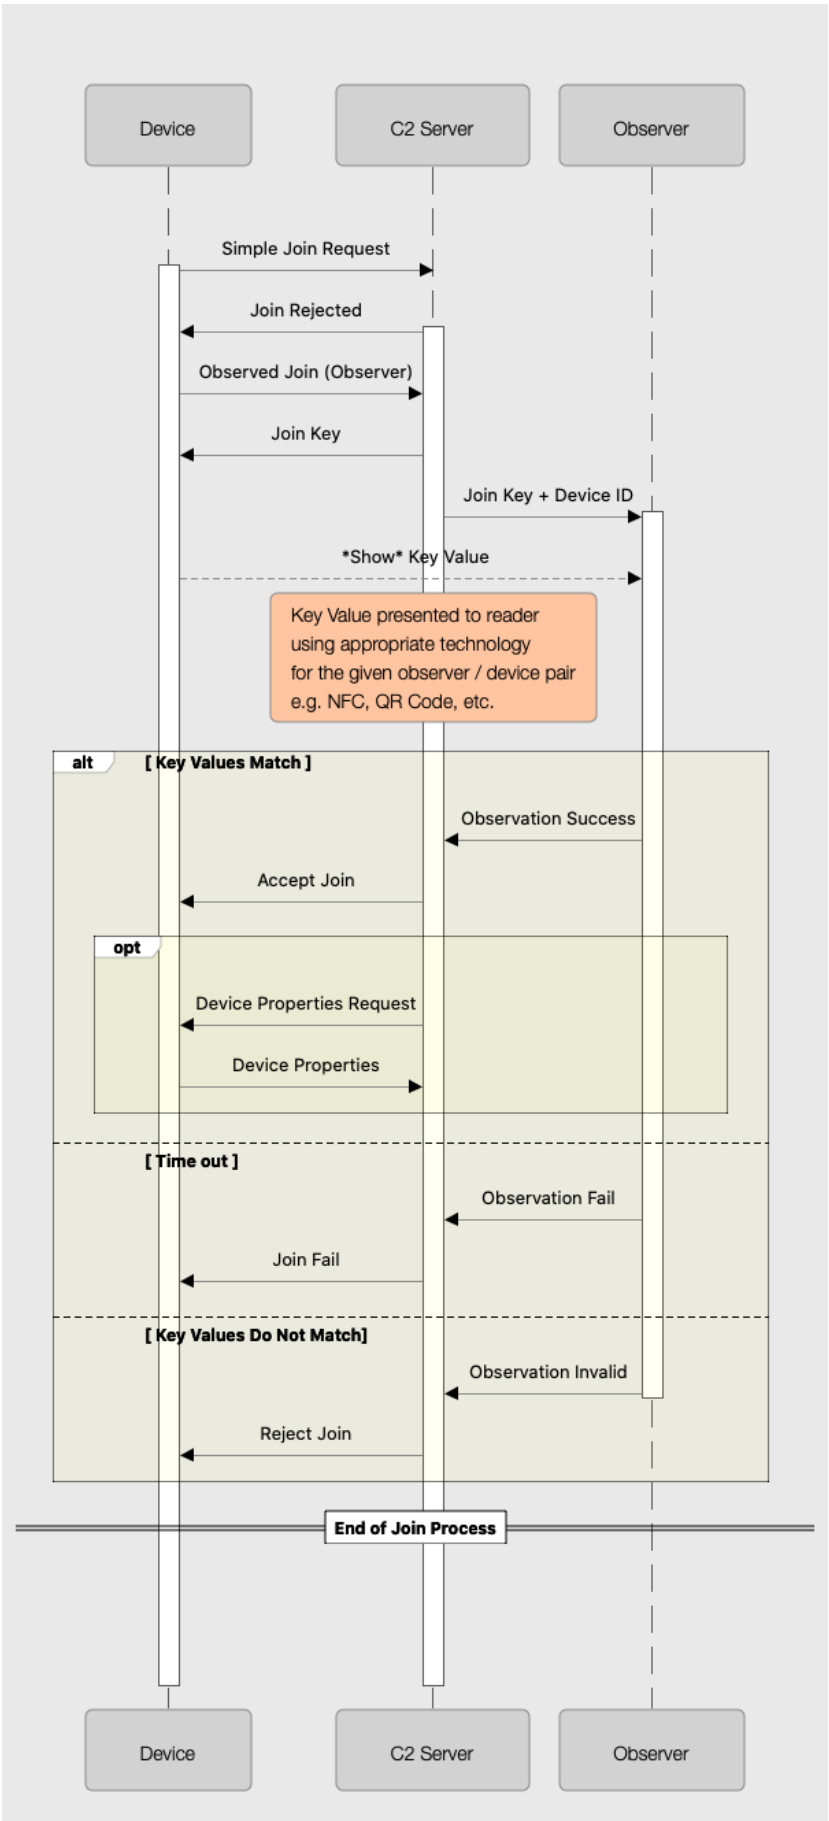 Device
C2 Server
Observer
Simple Join Request
Join Rejected
Observed Join (Observer)
Join Key
Join Key + Device ID
*Show* Key Value
Key Value presented to reader
using appropriate technology
for the given observer / device pair
e.g. NFC, QR Code, etc.
alt
[ Key Values Match ]
Observation Success
Accept Join
opt
Device Properties Request
Device Properties
[ Time out ]
Observation Fail
Join Fail
[ Key Values Do Not Match]
Observation Invalid
Reject Join
End of Join Process
Device
C2 Server
Observer